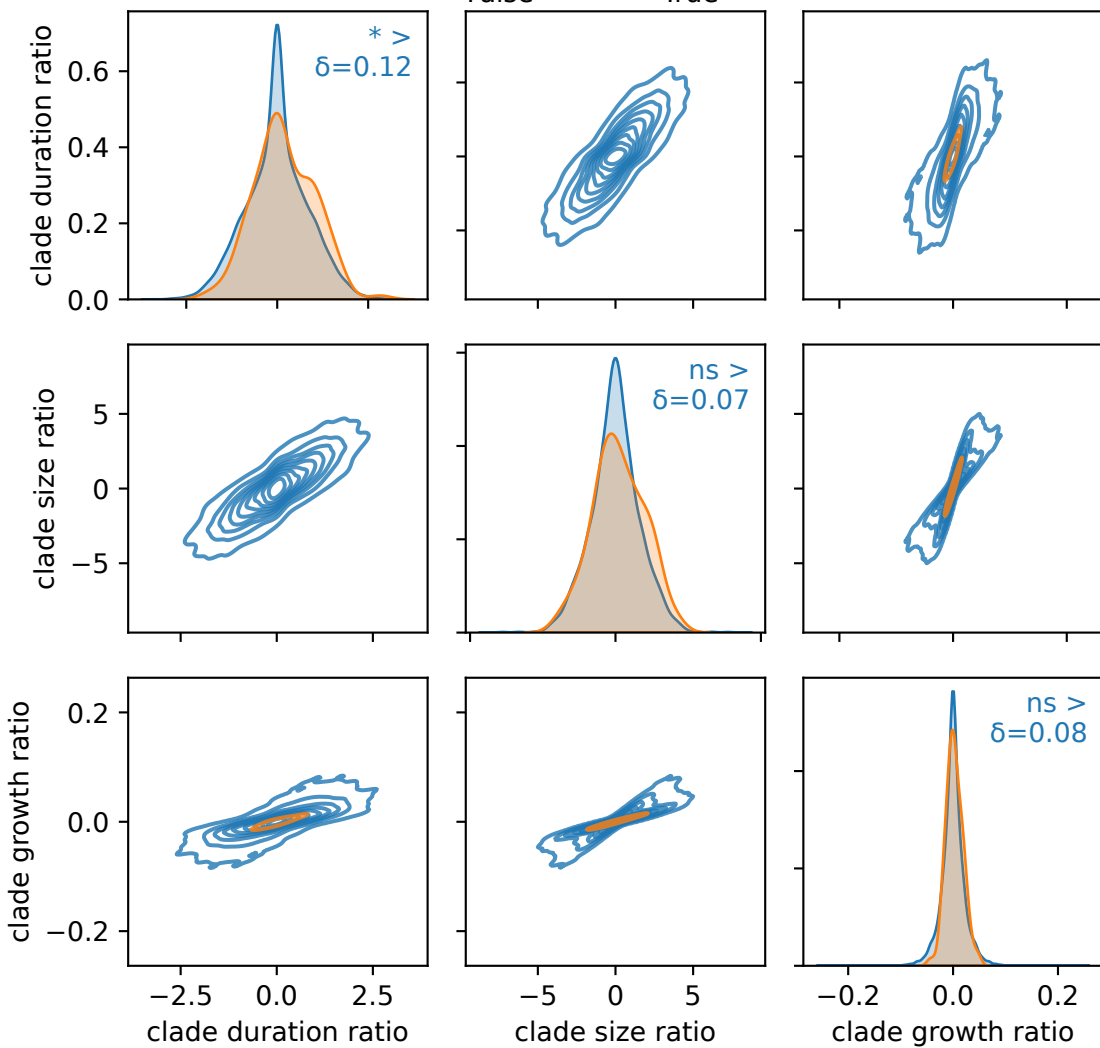 * >
δ=0.12
clade duration ratio
0.6
0.4
0.2
0.0
ns >
δ=0.07
clade size ratio
5
0
−5
ns >
δ=0.08
clade growth ratio
0.2
0.0
−0.2
−2.5 0.0 2.5 −5 0 5 −0.2 0.0 0.2
clade duration ratio clade size ratio clade growth ratio